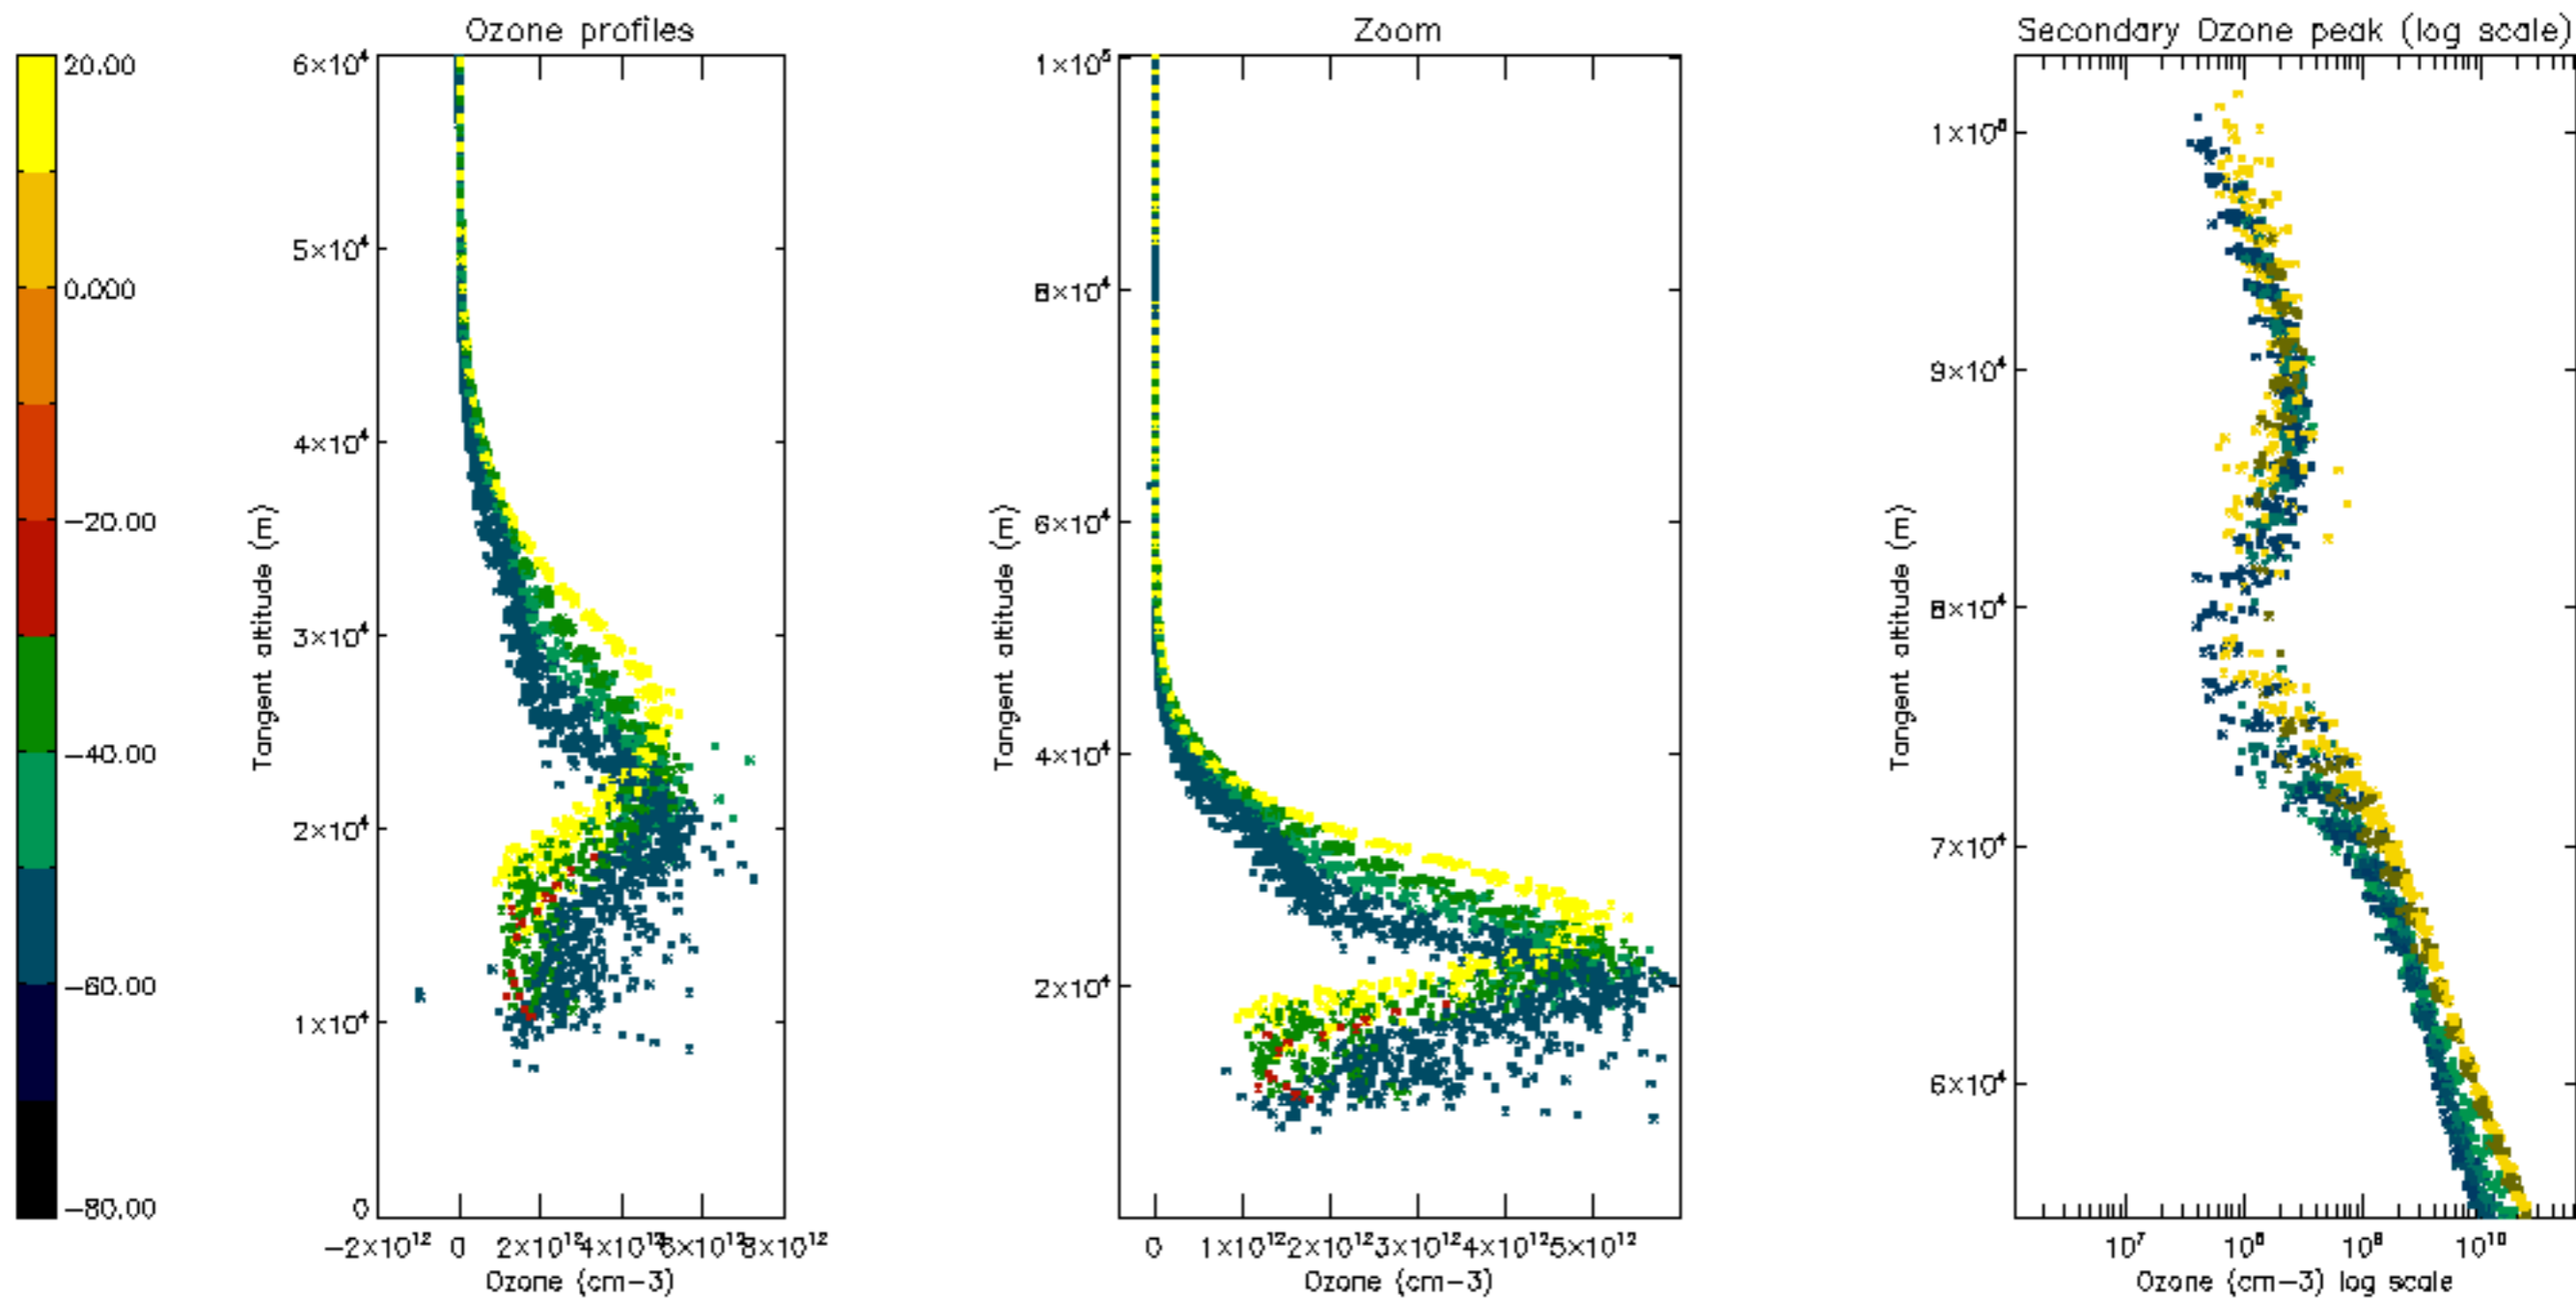 Ozone profiles
Zoom
Secondary Ozone peak (log scale)
20.00
0.000
−20.00
−40.00
−60.00
−80.00
6×10⁴
5×10⁴
4×10⁴
3×10⁴
2×10⁴
1×10⁴
0
Tangent altitude (m)
−2×10¹² 0 2×10¹² 4×10¹² 6×10¹² 8×10¹²
Ozone (cm−3)
1×10⁵
8×10⁴
6×10⁴
4×10⁴
2×10⁴
Tangent altitude (m)
0 1×10¹² 2×10¹² 3×10¹² 4×10¹² 5×10¹²
Ozone (cm−3)
1×10⁵
9×10⁴
8×10⁴
7×10⁴
6×10⁴
Tangent altitude (m)
10⁷ 10⁸ 10⁹ 10¹⁰
Ozone (cm−3) log scale